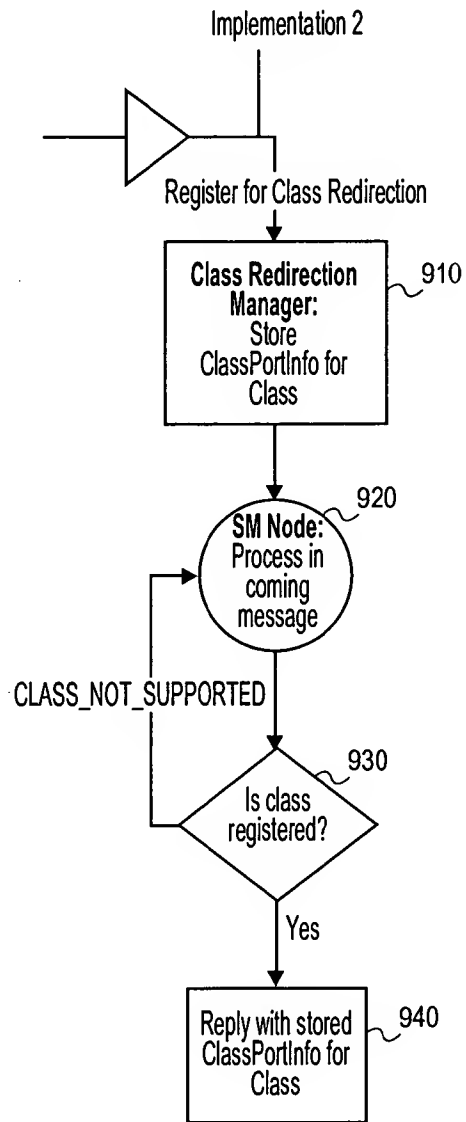 Implementation 2
Register for Class Redirection
Class Redirection
Manager:
Store
ClassPortInfo for
Class
910
920
SM Node:
Process in
coming
message
CLASS_NOT_SUPPORTED
930
Is class
registered?
Yes
Reply with stored
ClassPortInfo for
Class
940